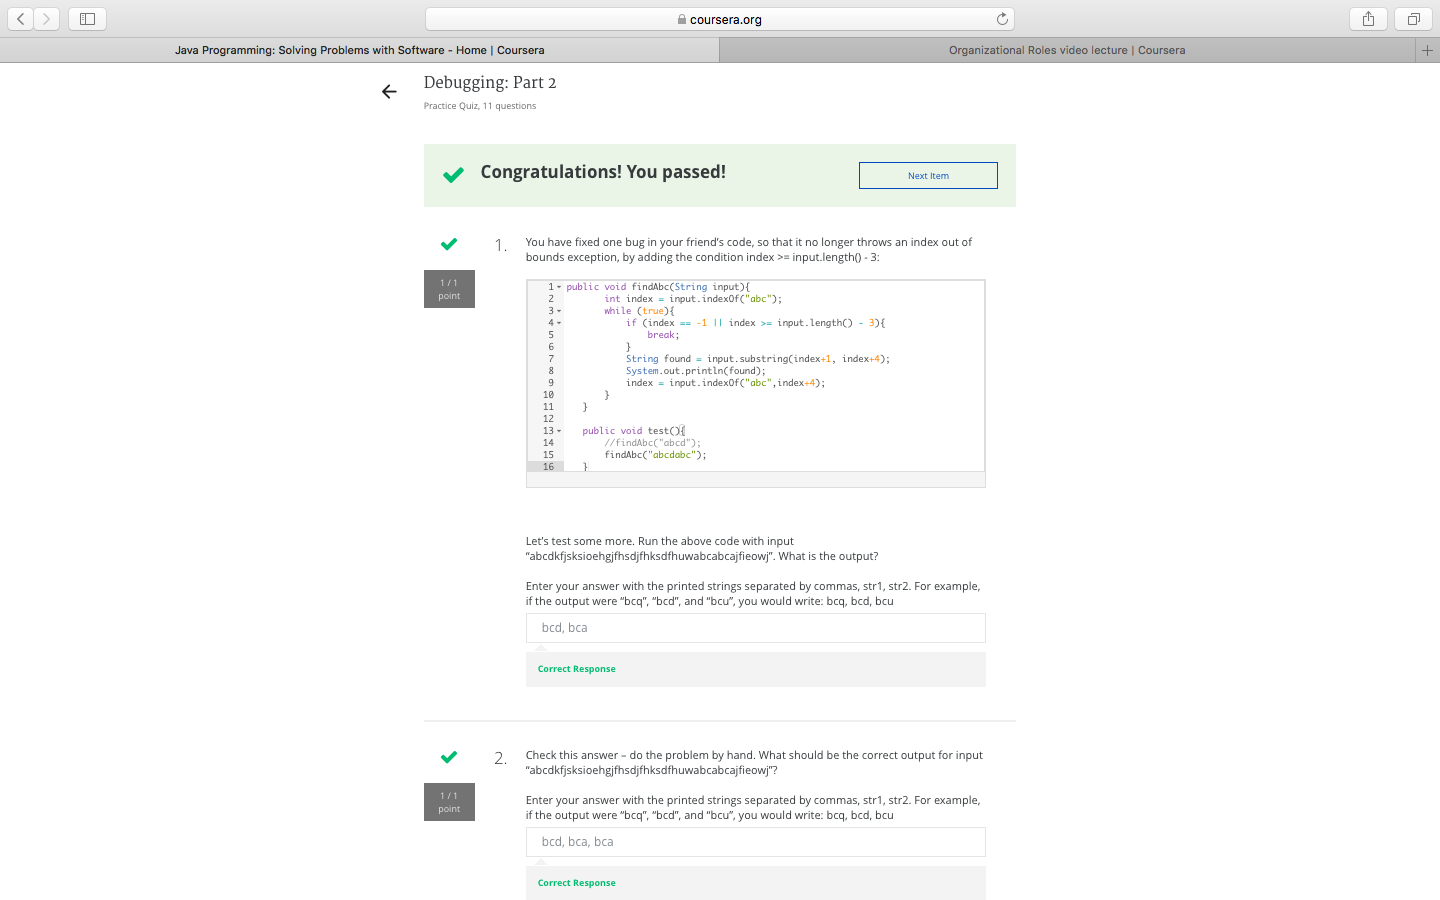 coursera.org
Java Programming: Solving Problems with Software - Home | Coursera
Organizational Roles video lecture | Coursera
Debugging: Part 2
Practice Quiz, 11 questions
Congratulations! You passed!
Next Item
1 / 1
point
1.
You have fixed one bug in your friend's code, so that it no longer throws an index out of
bounds exception, by adding the condition index >= input.length() - 3:
1 public void findAbc(String input){
2 int index = input.indexOf("abc");
3 while (true){
4 if (index == -1 || index >= input.length() - 3){
5 break;
6 }
7 String found = input.substring(index+1, index+4);
8 System.out.println(found);
9 index = input.indexOf("abc",index+4);
10 }
11 }
12
13 public void test(){
14 //findAbc("abcd");
15 findAbc("abcdabc");
16 }
Let's test some more. Run the above code with input
“abcdkfjsksioehgjfhsdjfhksdfhuwabcabcajfieowj”. What is the output?
Enter your answer with the printed strings separated by commas, str1, str2. For example,
if the output were “bcq”, “bcd”, and “bcu”, you would write: bcq, bcd, bcu
bcd, bca
Correct Response
1 / 1
point
2.
Check this answer – do the problem by hand. What should be the correct output for input
“abcdkfjsksioehgjfhsdjfhksdfhuwabcabcajfieowj”?
Enter your answer with the printed strings separated by commas, str1, str2. For example,
if the output were “bcq”, “bcd”, and “bcu”, you would write: bcq, bcd, bcu
bcd, bca, bca
Correct Response